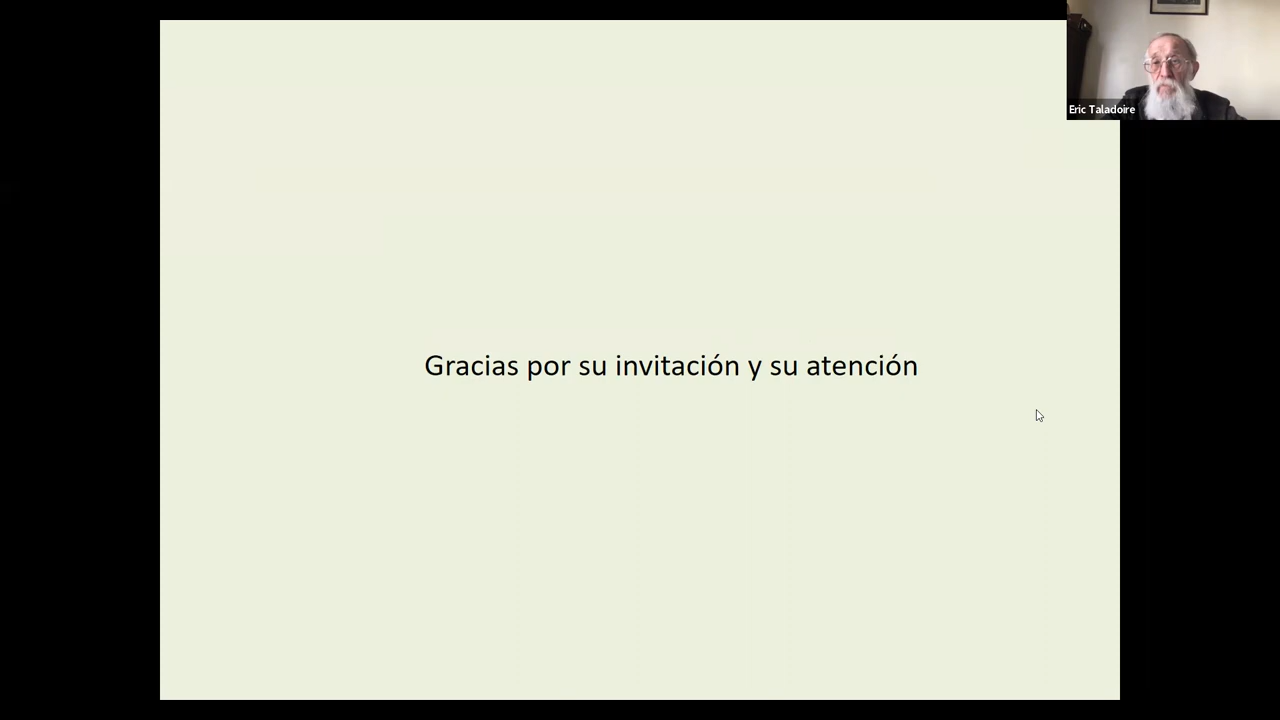 Eric Taladoire
Gracias por su invitación y su atención